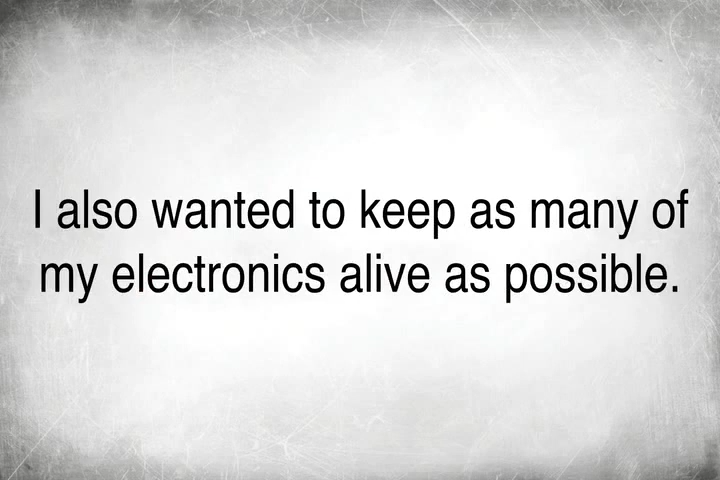 I also wanted to keep as many of
my electronics alive as possible.